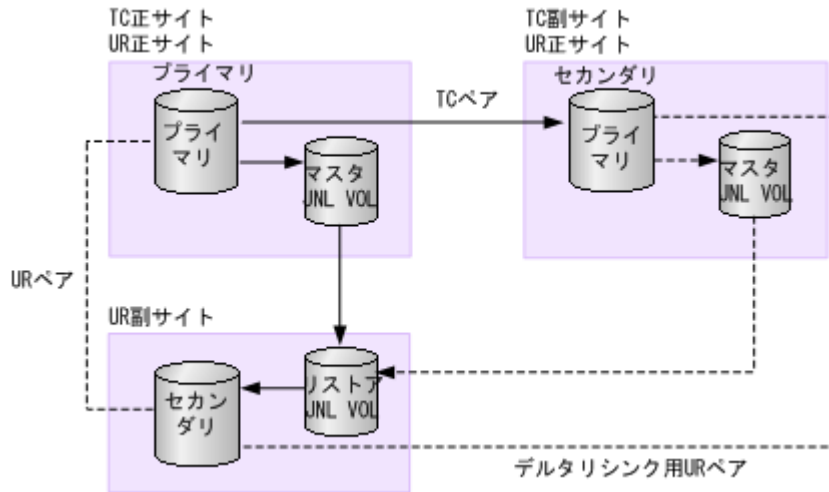 TC正サイト
UR正サイト
プライマリ
プライ
マリ
マスタ
JNL VOL
TCペア
TC副サイト
UR正サイト
セカンダリ
プライ
マリ
マスタ
JNL VOL
URペア
UR副サイト
セカン
ダリ
リストア
JNL VOL
デルタリシンク用URペア